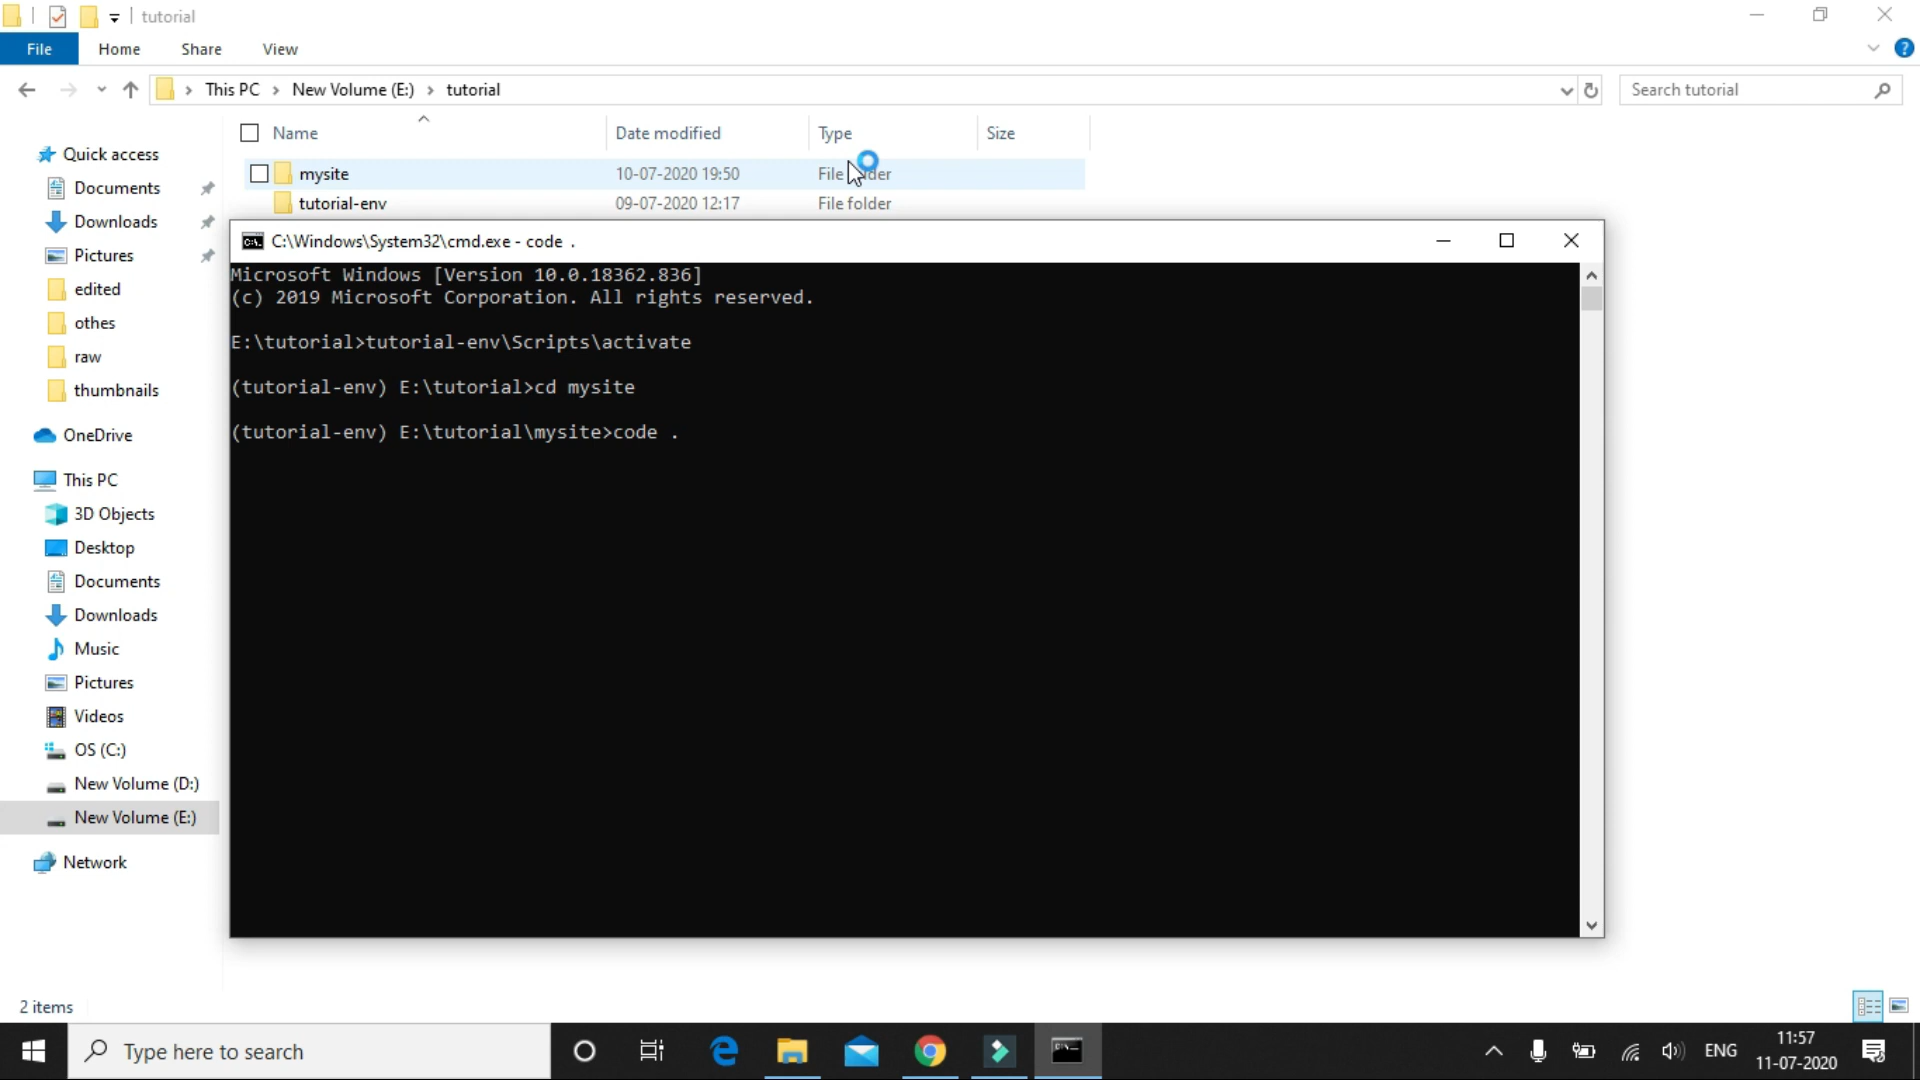 tutorial
File Home Share View
This PC New Volume (E:) tutorial
Search tutorial
Name Date modified Type Size
mysite 10-07-2020 19:50 File
tutorial-env 09-07-2020 12:17 File folder
Quick access
Documents
Downloads
Pictures
edited
othes
raw
thumbnails
OneDrive
This PC
3D Objects
Desktop
Documents
Downloads
Music
Pictures
Videos
OS (C:)
New Volume (D:)
New Volume (E:)
Network
C:\Windows\System32\cmd.exe - code .
Microsoft Windows [Version 10.0.18362.836]
(c) 2019 Microsoft Corporation. All rights reserved.
E:\tutorial>tutorial-env\Scripts\activate
(tutorial-env) E:\tutorial>cd mysite
(tutorial-env) E:\tutorial\mysite>code .
2 items
Type here to search
ENG
11:57
11-07-2020